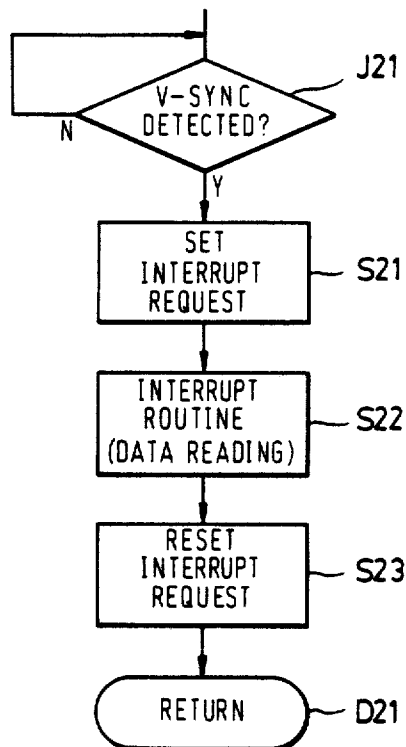 J21
V-SYNC
DETECTED?
N
Y
SET
INTERRUPT
REQUEST
S21
INTERRUPT
ROUTINE
(DATA READING)
S22
RESET
INTERRUPT
REQUEST
S23
RETURN
D21